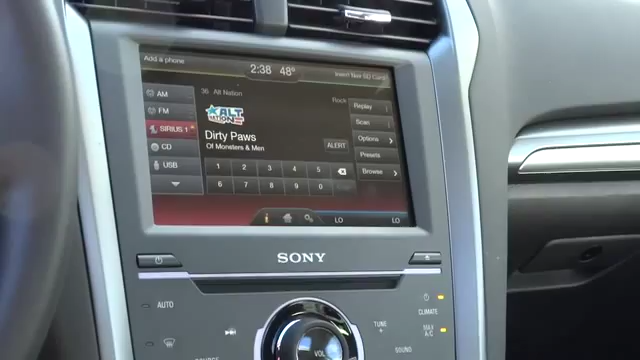 Add a phone
2:38 48°
Insert Nav SD Card
AM
FM
SIRIUS 1
CD
USB
36 Alt Nation
Rock
ALT
NATION
Dirty Paws
Of Monsters & Men
ALERT
1 2 3 4 5
6 7 8 9 0
Replay
Scan
Options
Presets
Browse
LO LO
SONY
AUTO
SOURCE
VOL
TUNE
+
SOUND
CLIMATE
MAX
A/C